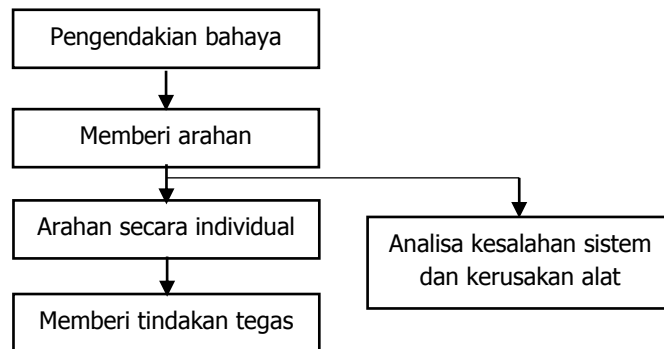 Pengendakian bahaya
Memberi arahan
Arahan secara individual
Analisa kesalahan sistem
dan kerusakan alat
Memberi tindakan tegas